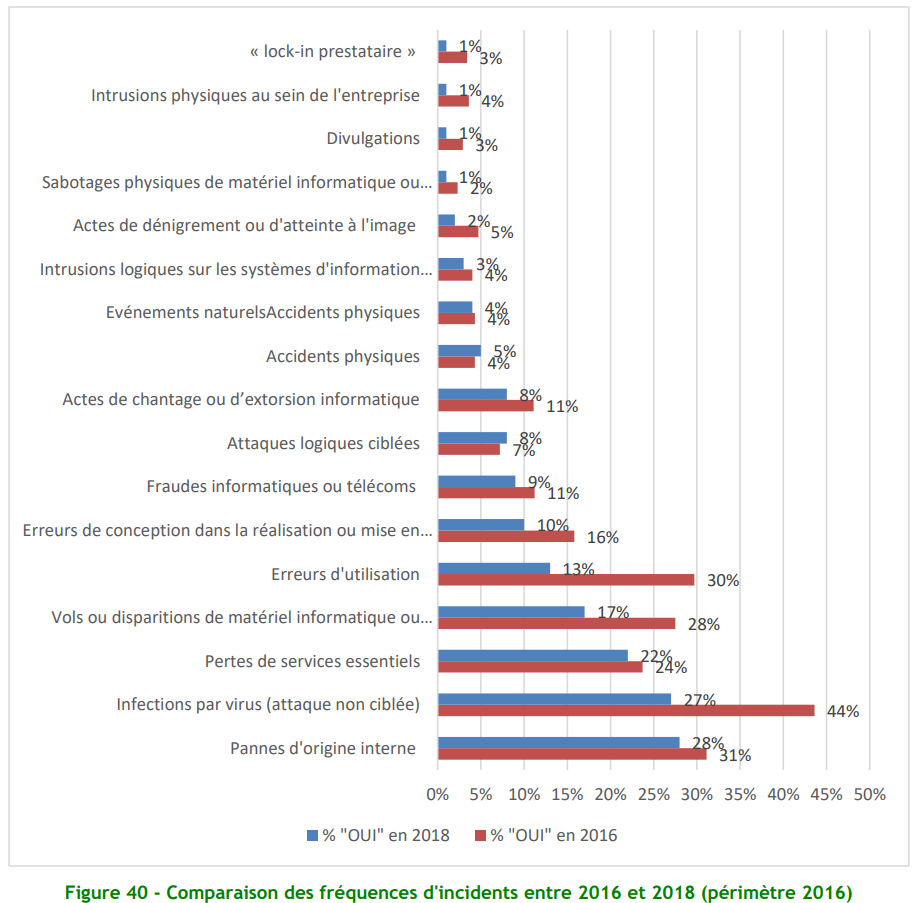 « lock-in prestataire » 1% 3%
Intrusions physiques au sein de l'entreprise 1% 4%
Divulgations 1% 3%
Sabotages physiques de matériel informatique ou... 1% 2%
Actes de dénigrement ou d'atteinte à l'image 2% 5%
Intrusions logiques sur les systèmes d'information... 3% 4%
Evénements naturelsAccidents physiques 4% 4%
Accidents physiques 5% 4%
Actes de chantage ou d’extorsion informatique 8% 11%
Attaques logiques ciblées 8% 7%
Fraudes informatiques ou télécoms 9% 11%
Erreurs de conception dans la réalisation ou mise en... 10% 16%
Erreurs d'utilisation 13% 30%
Vols ou disparitions de matériel informatique ou... 17% 28%
Pertes de services essentiels 22% 24%
Infections par virus (attaque non ciblée) 27% 44%
Pannes d'origine interne 28% 31%
0% 5% 10% 15% 20% 25% 30% 35% 40% 45% 50%
% "OUI" en 2018 % "OUI" en 2016
Figure 40 - Comparaison des fréquences d'incidents entre 2016 et 2018 (périmètre 2016)